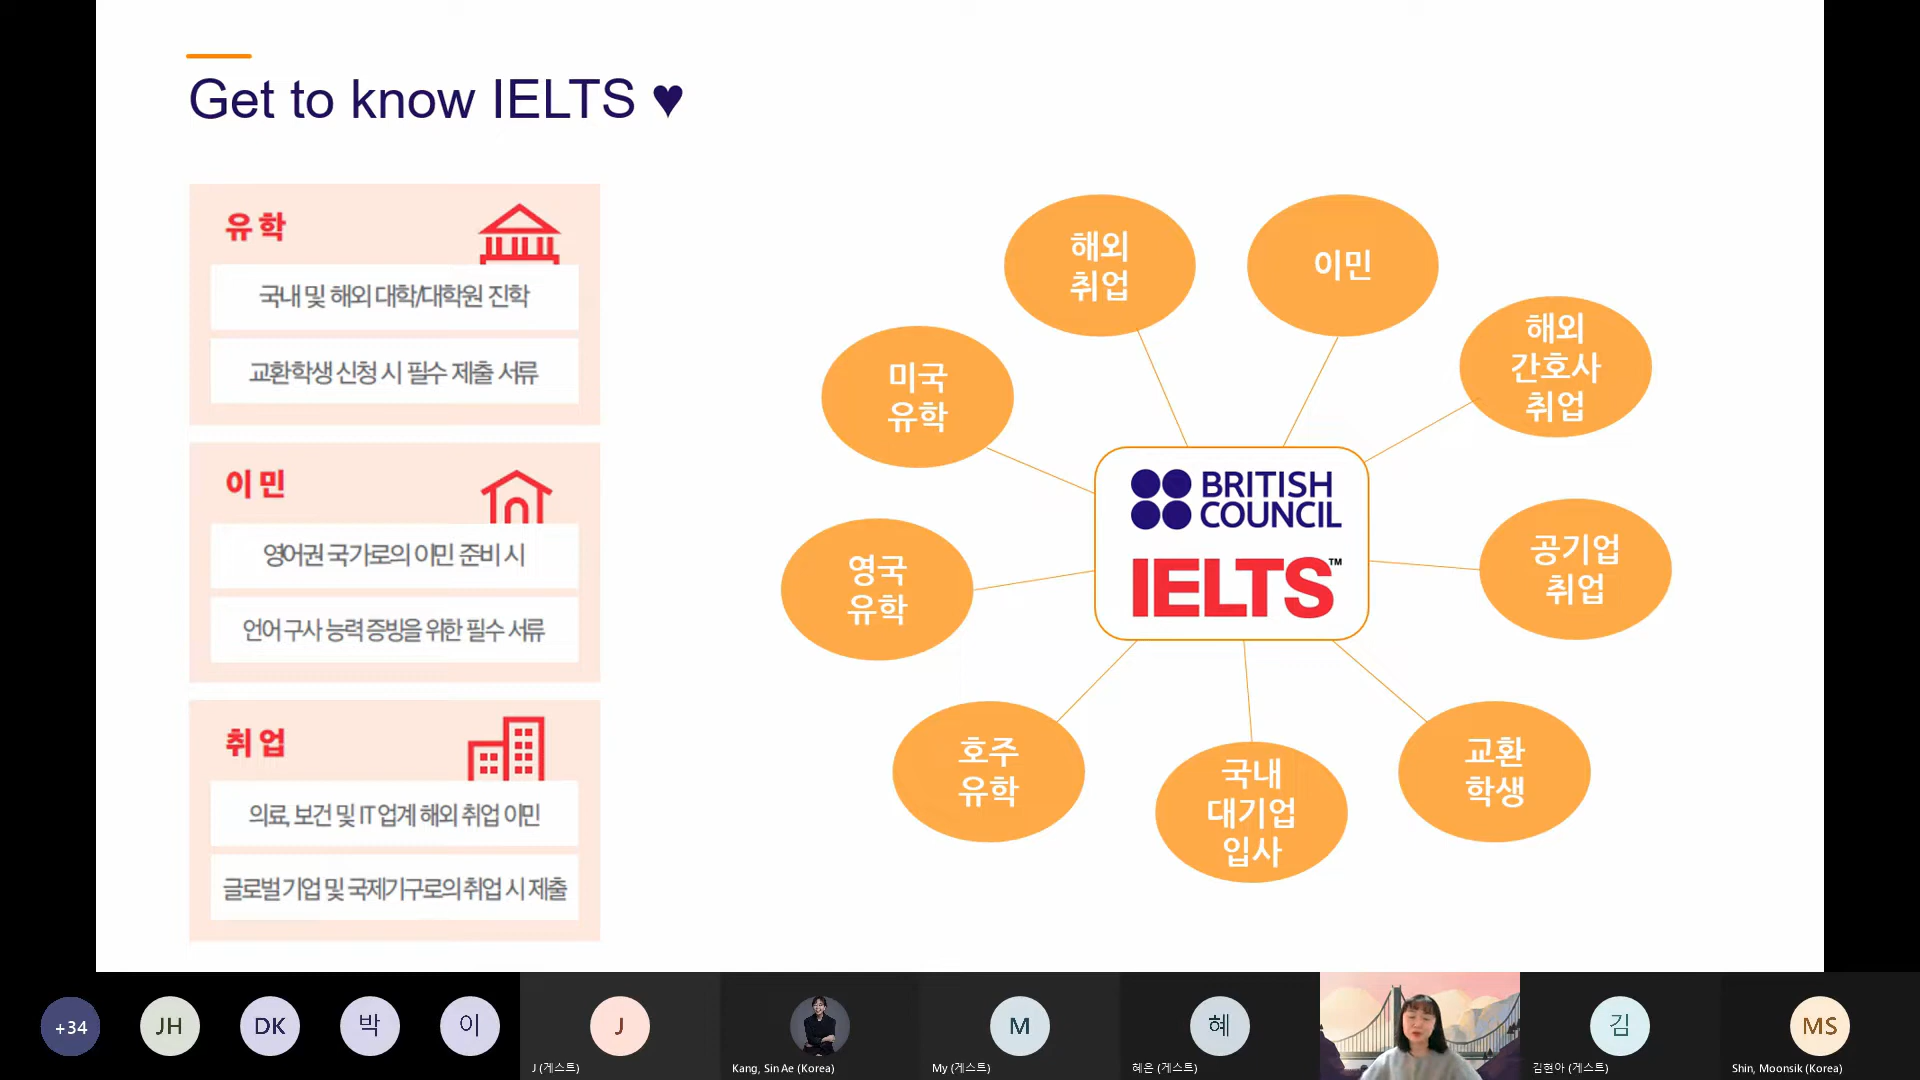 Get to know IELTS ♥
유학
국내 및 해외 대학/대학원 진학
교환학생 신청 시 필수 제출 서류
이민
영어권 국가로의 이민 준비 시
언어 구사 능력 증빙을 위한 필수 서류
취업
의료, 보건 및 IT 업계 해외 취업 이민
글로벌 기업 및 국제기구로의 취업 시 제출
해외
취업
이민
미국
유학
해외
간호사
취업
BRITISH
COUNCIL
IELTS™
영국
유학
공기업
취업
호주
유학
국내
대기업
입사
교환
학생
+34
JH
DK
박
이
J
J (게스트)
Kang, Sin Ae (Korea)
M
My (게스트)
혜
혜은 (게스트)
김
김현아 (게스트)
MS
Shin, Moonsik (Korea)